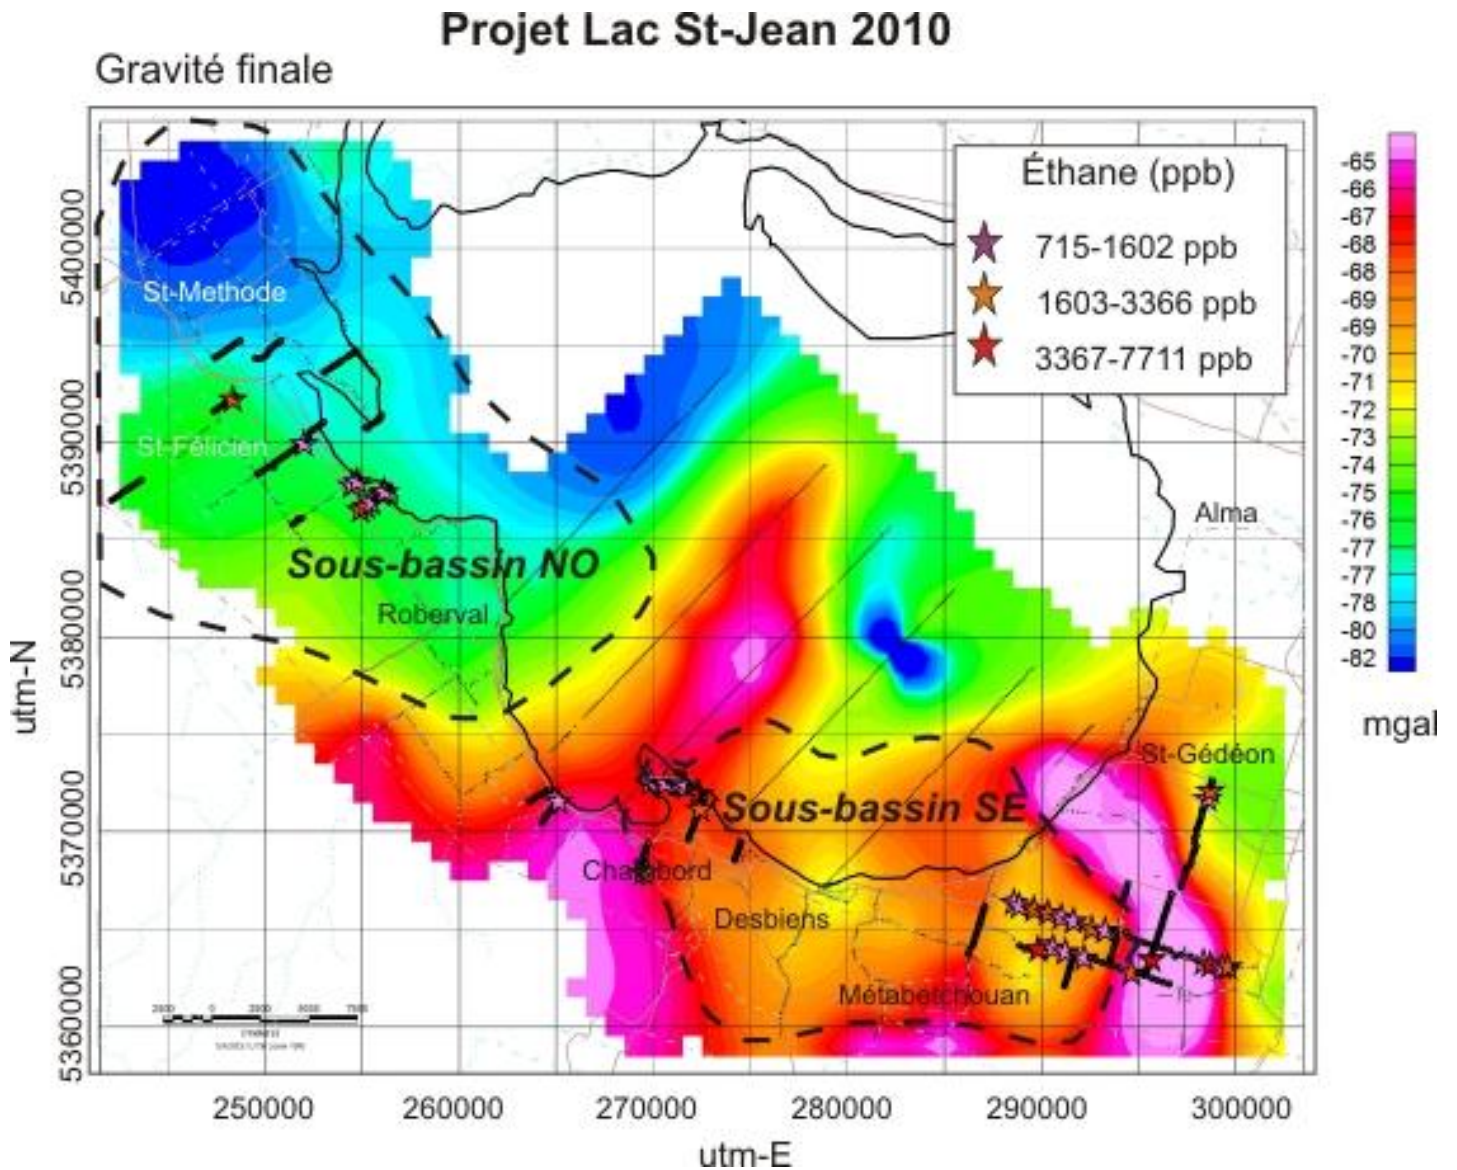 Projet Lac St-Jean 2010
Gravité finale
Éthane (ppb)
715-1602 ppb
1603-3366 ppb
3367-7711 ppb
-65
-66
-67
-68
-68
-69
-69
-70
-71
-72
-73
-74
-75
-76
-77
-77
-78
-80
-82
mgal
5400000
5390000
5380000
5370000
5360000
utm-N
St-Methode
St-Félicien
Alma
Sous-bassin NO
Roberval
St-Gédéon
Sous-bassin SE
Chambord
Desbiens
Métabetchouan
250000
260000
270000
280000
290000
300000
utm-E